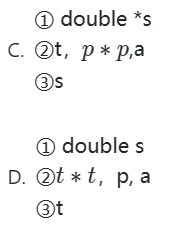 ① double *s
C. ②t, p * p,a
③s
① double s
D. ②t * t, p, a
③t